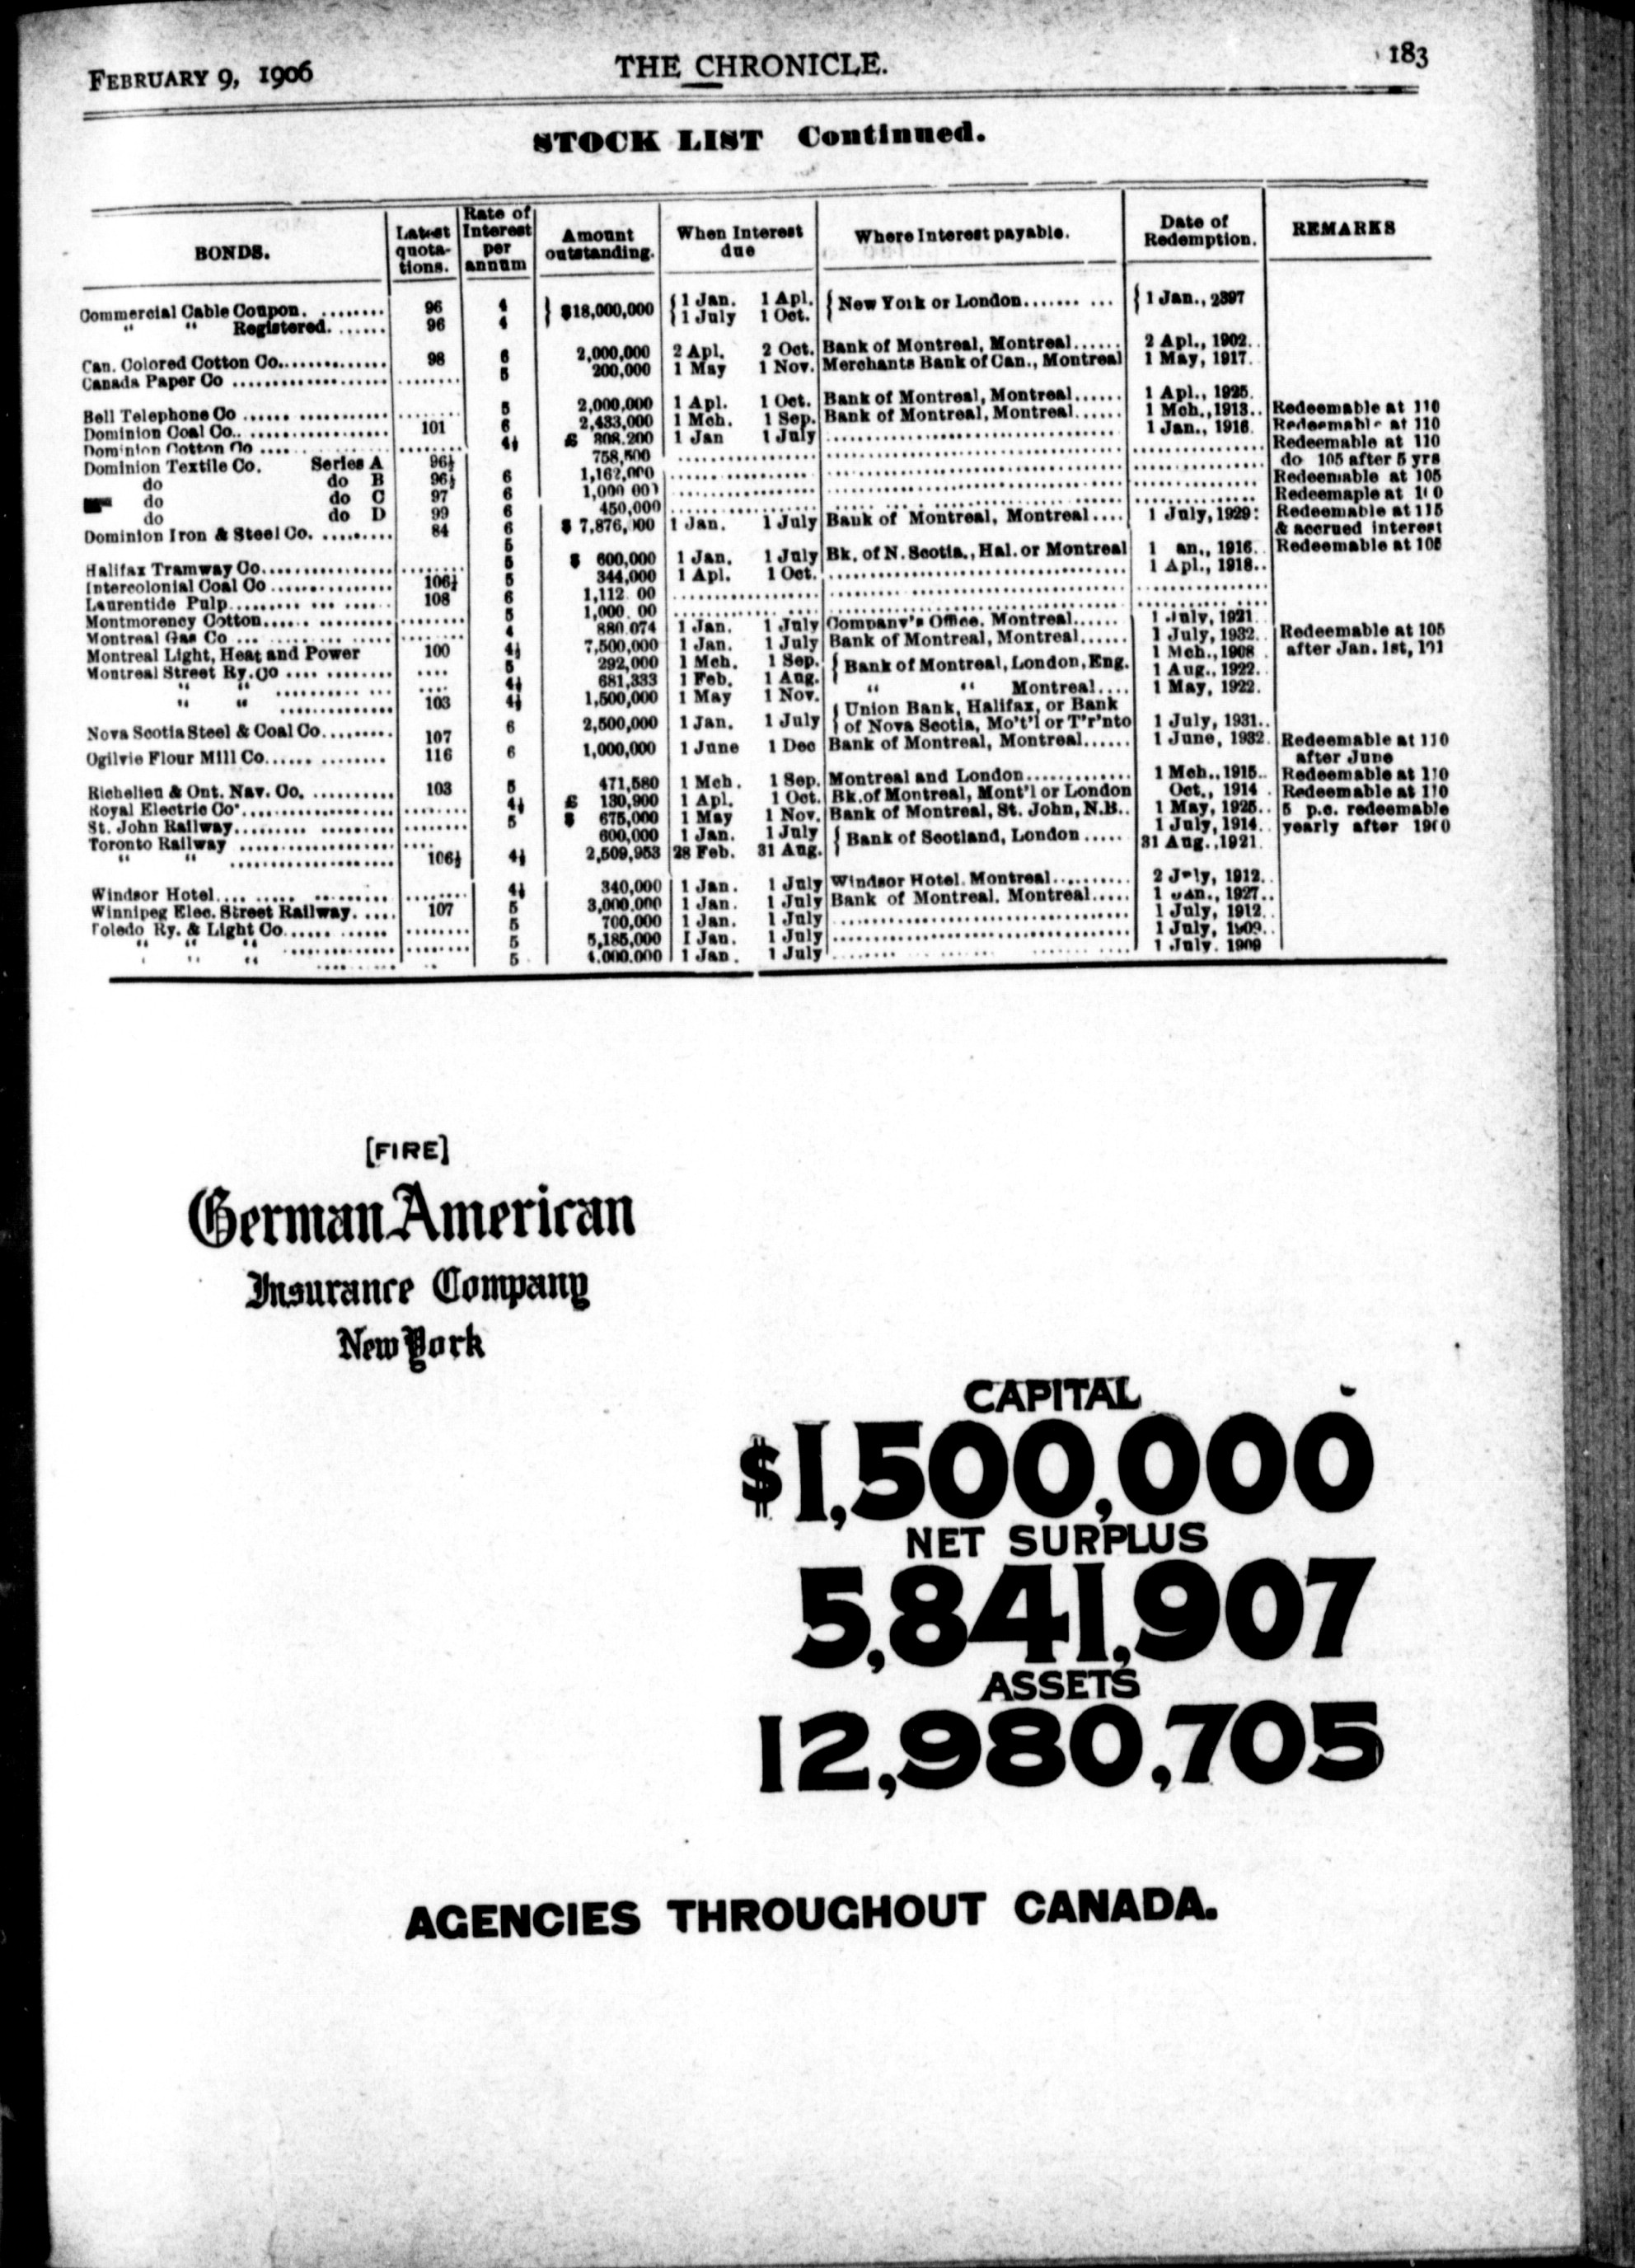 FEBRUARY 9, 1906 THE CHRONICLE. 183
STOCK LIST Continued.
BONDS. Latest quotations. Rate of Interest per annum Amount outstanding. When Interest due Where Interest payable. Date of Redemption. REMARKS
Commercial Cable Coupon. ......... 96 4 } $18,000,000 { 1 Jan. 1 Apl. { New York or London....... ... { 1 Jan., 2397
" " Registered. ....... 96 4 { 1 July 1 Oct.
Can. Colored Cotton Co.............. 98 6 2,000,000 2 Apl. 2 Oct. Bank of Montreal, Montreal...... 2 Apl., 1902.
Canada Paper Co ................... ........ 5 200,000 1 May 1 Nov. Merchants Bank of Can., Montreal 1 May, 1917.
Bell Telephone Co ...... ........... ........ 5 2,000,000 1 Apl. 1 Oct. Bank of Montreal, Montreal...... 1 Apl., 1925.
Dominion Coal Co.. ................. 101 6 2,433,000 1 Mch. 1 Sep. Bank of Montreal, Montreal...... 1 Mch., 1913.. Redeemable at 110
Dominion Cotton Co .... ........... ........ 4½ £ 308,200 1 Jan 1 July ................ 1 Jan., 1916. Redeemable at 110
Dominion Textile Co. Series A 96½ 6 758,500 ................ Redeemable at 110
do do B 96½ 6 1,162,000 ................ do 105 after 5 yrs
do do C 97 6 1,000 00 ................ Redeemable at 105
do do D 99 6 450,000 ................ Redeemaple at 1 0
Dominion Iron & Steel Co. ......... 84 5 $ 7,876,000 1 Jan. 1 July Bank of Montreal, Montreal.... 1 July, 1929: Redeemable at 115
& accrued interest
Halifax Tramway Co................ ........ 5 $ 600,000 1 Jan. 1 July Bk. of N. Scotia., Hal. or Montreal 1 an., 1916. Redeemable at 105
Intercolonial Coal Co ............... 106½ 5 344,000 1 Apl. 1 Oct. ................ 1 Apl., 1918..
Laurentide Pulp......... ... ...... 108 6 1,112 00 ................
Montmorency Cotton...... .......... ........ 5 1,000 00 ................
Montreal Gas Co ... ......... ..... ........ 4 880,074 1 Jan. 1 July Company's Office, Montreal...... 1 July, 1921.
Montreal Light, Heat and Power 100 4½ 7,500,000 1 Jan. 1 July Bank of Montreal, Montreal...... 1 July, 1932. Redeemable at 105
Montreal Street Ry. Co .... ......... .... 5 292,000 1 Mch. 1 Sep. { Bank of Montreal, London, Eng. 1 Mch., 1908 . after Jan. 1st,
" " ............ ... .... 4½ 681,333 1 Feb. 1 Aug. 1 Aug., 1922..
" " .............. 103 4½ 1,500,000 1 May 1 Nov. " " Montreal.... 1 May, 1922.
{ Union Bank, Halifax, or Bank
Nova Scotia Steel & Coal Co......... 107 6 2,500,000 1 Jan. 1 July { of Nova Scotia, Mo't'l or T'r'nto 1 July, 1931..
Ogilvie Flour Mill Co...... ........ 116 6 1,000,000 1 June 1 Dec Bank of Montreal, Montreal...... 1 June, 1932. Redeemable at 110
after June
Richelieu & Ont. Nav. Co. .......... 103 5 471,580 1 Mch. 1 Sep. Montreal and London............. 1 Mch., 1915.. Redeemable at 110
Royal Electric Co. .................. ........ 4½ £ 130,900 1 Apl. 1 Oct. Bk. of Montreal, Mont'l or London Oct., 1914 . Redeemable at 110
St. John Railway......... .......... ........ 5 $ 675,000 1 May 1 Nov. Bank of Montreal, St. John, N.B.. 1 May, 1925.. 5 p.c. redeemable
Toronto Railway ................... .... 600,000 1 Jan. 1 July { Bank of Scotland, London ..... 1 July, 1914. yearly after 1900
" " .................... 106½ 4½ 2,509,953 28 Feb. 31 Aug. 31 Aug., 1921.
Windsor Hotel.... ..... .......... ....... 4½ 340,000 1 Jan. 1 July Windsor Hotel. Montreal.......... 2 July, 1912.
Winnipeg Elec. Street Railway. .... 107 5 3,000,000 1 Jan. 1 July Bank of Montreal. Montreal..... 1 Jan., 1927..
Toledo Ry. & Light Co...... ...... ........ 5 700,000 1 Jan. 1 July ................ 1 July, 1912.
" " " .............. ........ 5 5,185,000 1 Jan. 1 July ................ 1 July, 1909..
" " ........ .. 5 4,000,000 1 Jan. 1 July ................ 1 July, 1909
[FIRE]
German American
Insurance Company
New York
CAPITAL
$1,500,000
NET SURPLUS
5,841,907
ASSETS
12,980,705
AGENCIES THROUGHOUT CANADA.